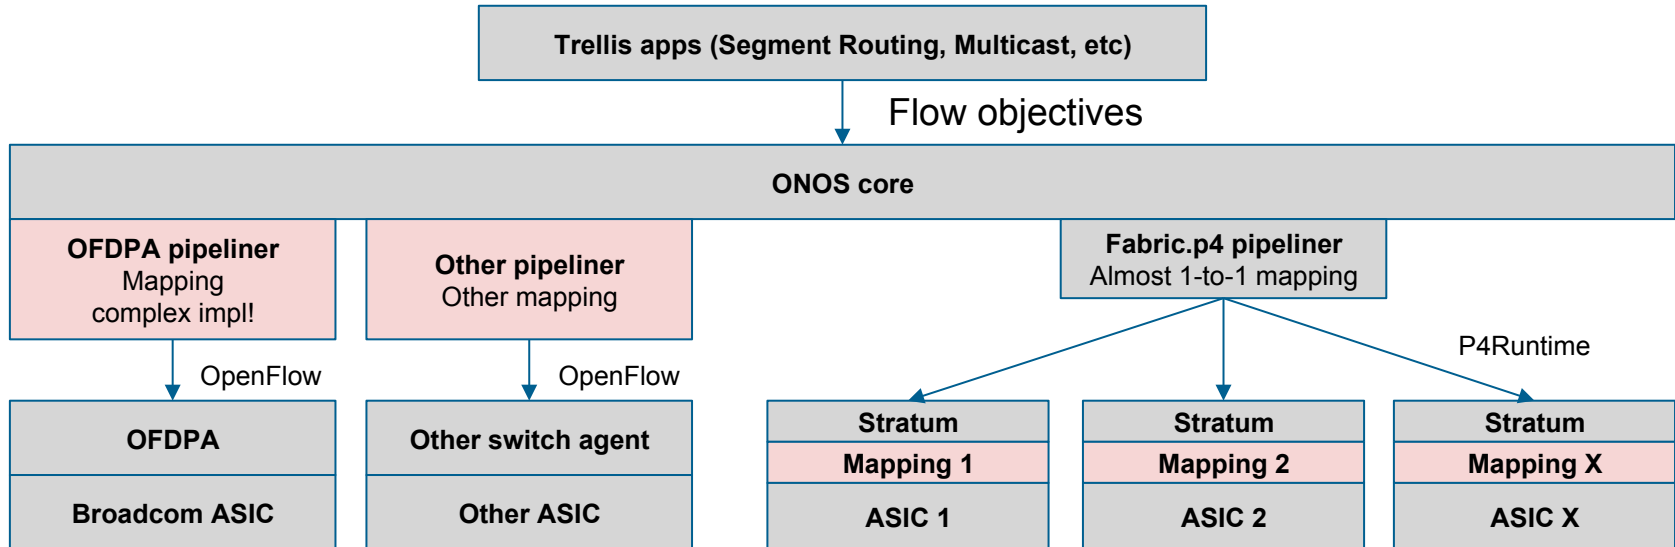 Trellis apps (Segment Routing, Multicast, etc)
Flow objectives
ONOS core
OFDPA pipeliner
Mapping
complex impl!
Other pipeliner
Other mapping
Fabric.p4 pipeliner
Almost 1-to-1 mapping
OpenFlow
OpenFlow
P4Runtime
OFDPA
Broadcom ASIC
Other switch agent
Other ASIC
Stratum
Mapping 1
ASIC 1
Stratum
Mapping 2
ASIC 2
Stratum
Mapping X
ASIC X